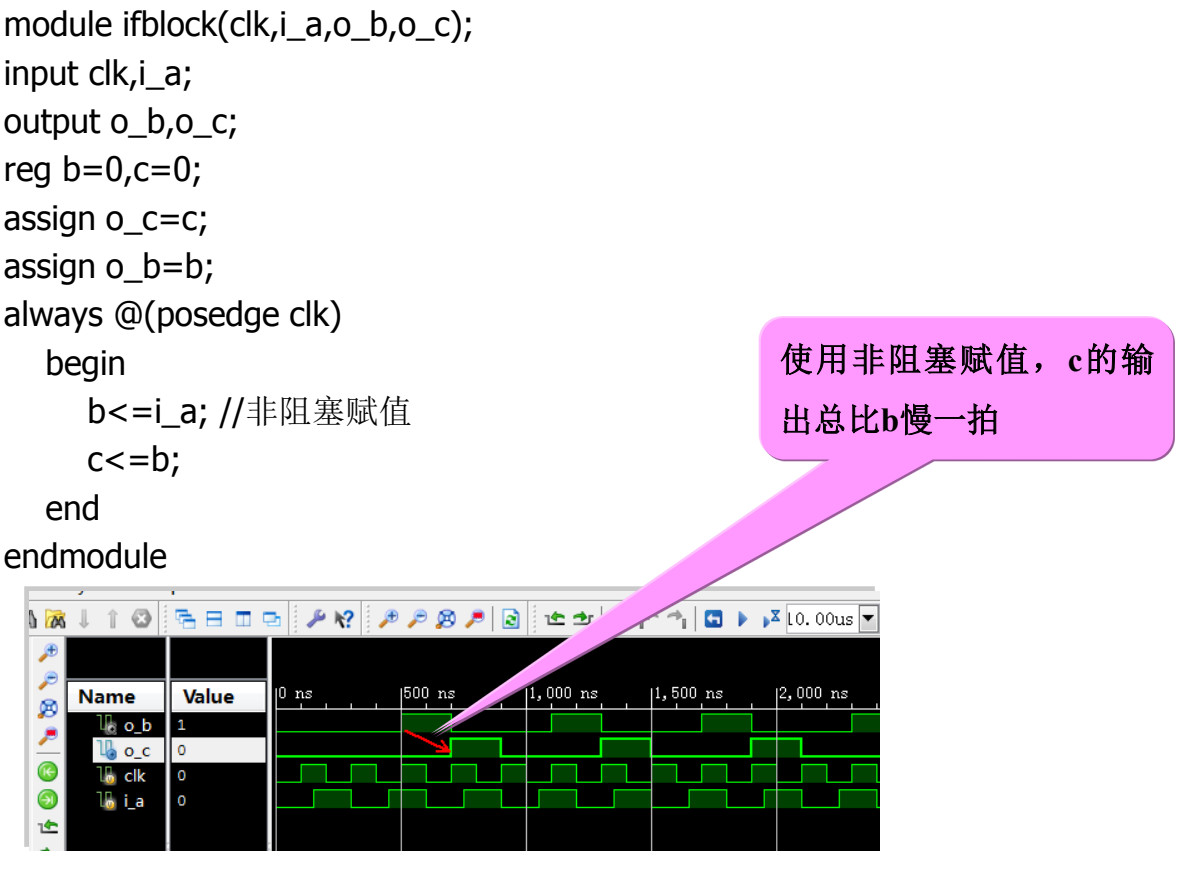 module ifblock(clk,i_a,o_b,o_c);
input clk,i_a;
output o_b,o_c;
reg b=0,c=0;
assign o_c=c;
assign o_b=b;
always @(posedge clk)
begin
b<=i_a; //非阻塞赋值
c<=b;
end
endmodule
使用非阻塞赋值，c的输
出总比b慢一拍
10.00us
Name Value 0 ns 500 ns 1,000 ns 1,500 ns 2,000 ns
o_b 1
o_c 0
clk 0
i_a 0